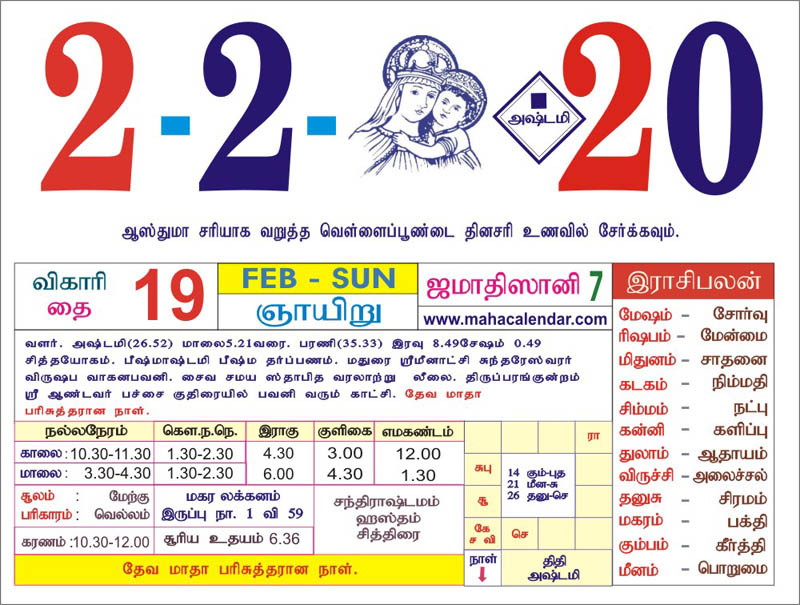 2-2- அஷ்டமி 20
ஆஸ்துமா சரியாக வறுத்த வெள்ளைப்பூண்டை தினசரி உணவில் சேர்க்கவும்.
விகாரி
தை
19
FEB - SUN
ஞாயிறு
ஜமாதிஸானி 7
www.mahacalendar.com
வளர். அஷ்டமி(26.52) மாலை5.21வரை. பரணி(35.33) இரவு 8.49சேஷம் 0.49
சித்தயோகம். பீஷ்மாஷ்டமி பீஷ்ம தர்ப்பணம். மதுரை ஸ்ரீமீனாட்சி சுந்தரேஸ்வரர்
விருஷப வாகனபவனி. சைவ சமய ஸ்தாபித வரலாற்று லீலை. திருப்பரங்குன்றம்
ஸ்ரீ ஆண்டவர் பச்சை குதிரையில் பவனி வரும் காட்சி. தேவ மாதா
பரிசுத்தரான நாள்.
நல்லநேரம் கௌ.ந.நெ. இராகு குளிகை எமகண்டம்
காலை :10.30-11.30 1.30-2.30 4.30 3.00 12.00
மாலை : 3.30-4.30 1.30-2.30 6.00 4.30 1.30
சூலம் : மேற்கு
பரிகாரம் : வெல்லம்
மகர லக்கனம்
இருப்பு நா. 1 வி 59
கரணம் :10.30-12.00
சூரிய உதயம் 6.36
சந்திராஷ்டமம்
ஹஸ்தம்
சித்திரை
ரா
சுபு
சூ
கே
ச வி
செ
14 கும்-புத
21 மீன-சு
26 தனு-செ
தேவ மாதா பரிசுத்தரான நாள்.
நாள்
திதி
அஷ்டமி
இராசிபலன்
மேஷம் - சோர்வு
ரிஷபம் - மேன்மை
மிதுனம் - சாதனை
கடகம் - நிம்மதி
சிம்மம் - நட்பு
கன்னி - களிப்பு
துலாம் - ஆதாயம்
விருச்சி - அலைச்சல்
தனுசு - சிரமம்
மகரம் - பக்தி
கும்பம் - கீர்த்தி
மீனம் - பொறுமை